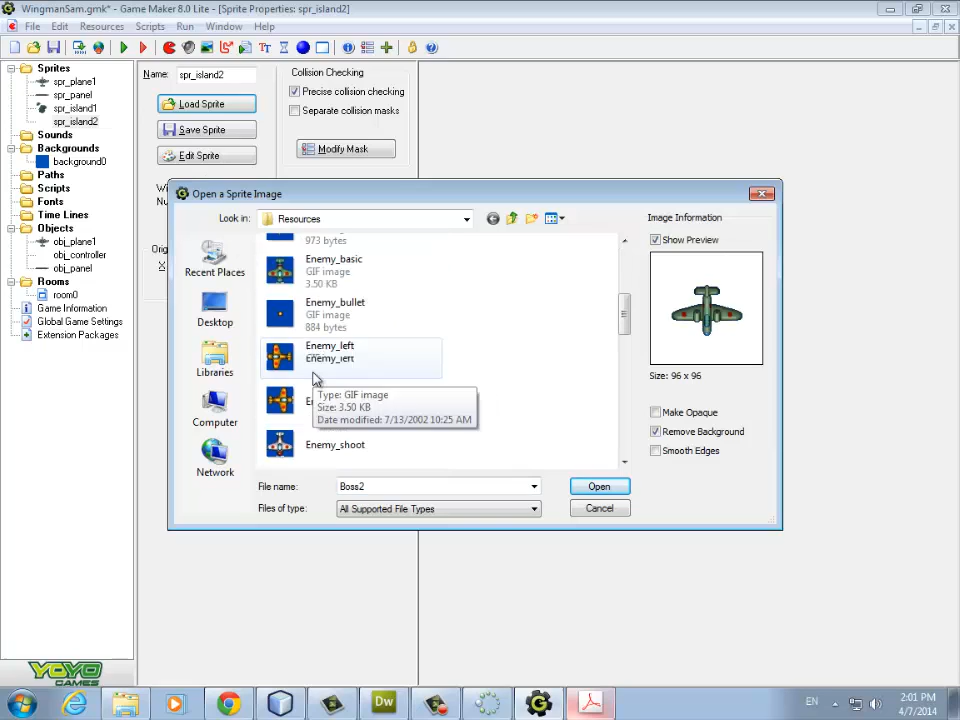 WingmanSam.gmk* - Game Maker 8.0 Lite - [Sprite Properties: spr_island2]
File Edit Resources Scripts Run Window Help
Sprites
spr_plane1
spr_panel
spr_island1
spr_island2
Sounds
Backgrounds
background0
Paths
Scripts
Fonts
Time Lines
Objects
obj_plane1
obj_controller
obj_panel
Rooms
room0
Game Information
Global Game Settings
Extension Packages
YOYO
GAMES
Name: spr_island2
Load Sprite
Save Sprite
Edit Sprite
Collision Checking
Precise collision checking
Separate collision masks
Modify Mask
Open a Sprite Image
Look in: Resources
Recent Places
Desktop
Libraries
Computer
Network
973 bytes
Enemy_basic
GIF image
3.50 KB
Enemy_bullet
GIF image
884 bytes
Enemy_left
Type: GIF image
Size: 3.50 KB
Date modified: 7/13/2002 10:25 AM
Enemy_shoot
File name: Boss2 Open
Files of type: All Supported File Types Cancel
Image Information
Show Preview
Size: 96 x 96
Make Opaque
Remove Background
Smooth Edges
Dw
EN
2:01 PM
4/7/2014